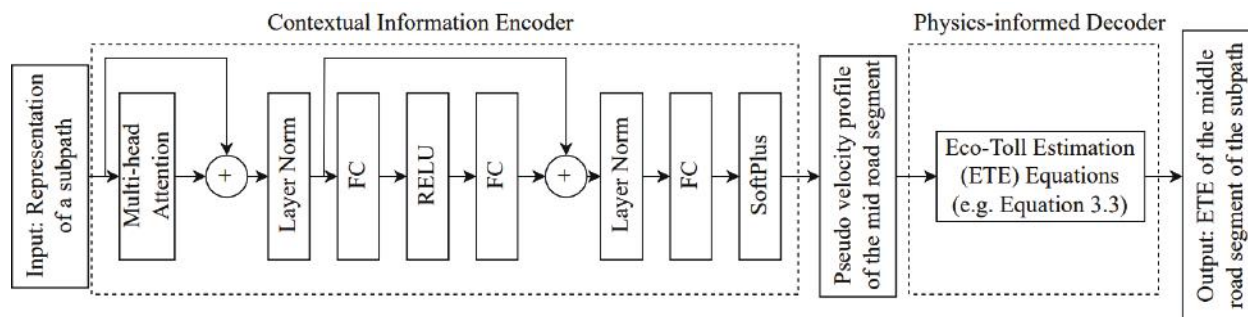 Contextual Information Encoder
Physics-informed Decoder
Input: Representation
of a subpath
Multi-head
Attention
+
Layer Norm
FC
RELU
FC
+
Layer Norm
FC
SoftPlus
Pseudo velocity profile
of the mid road segment
Eco-Toll Estimation
(ETE) Equations
(e.g. Equation 3.3)
Output: ETE of the middle
road segment of the subpath